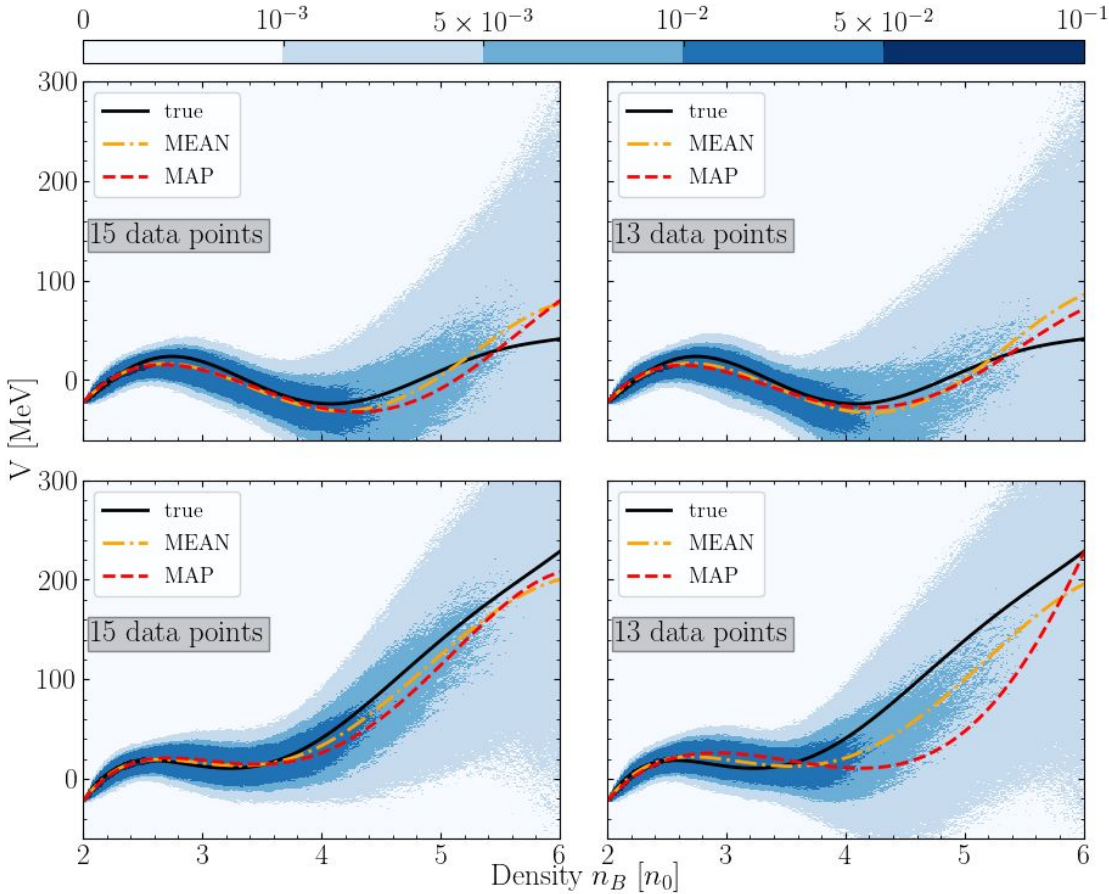 0 10⁻³ 5 × 10⁻³ 10⁻² 5 × 10⁻² 10⁻¹
300
200
100
0
true
MEAN
MAP
15 data points
true
MEAN
MAP
13 data points
V [MeV]
300
200
100
0
true
MEAN
MAP
15 data points
true
MEAN
MAP
13 data points
2 3 4 5 6 2 3 4 5 6
Density n_B [n_0]